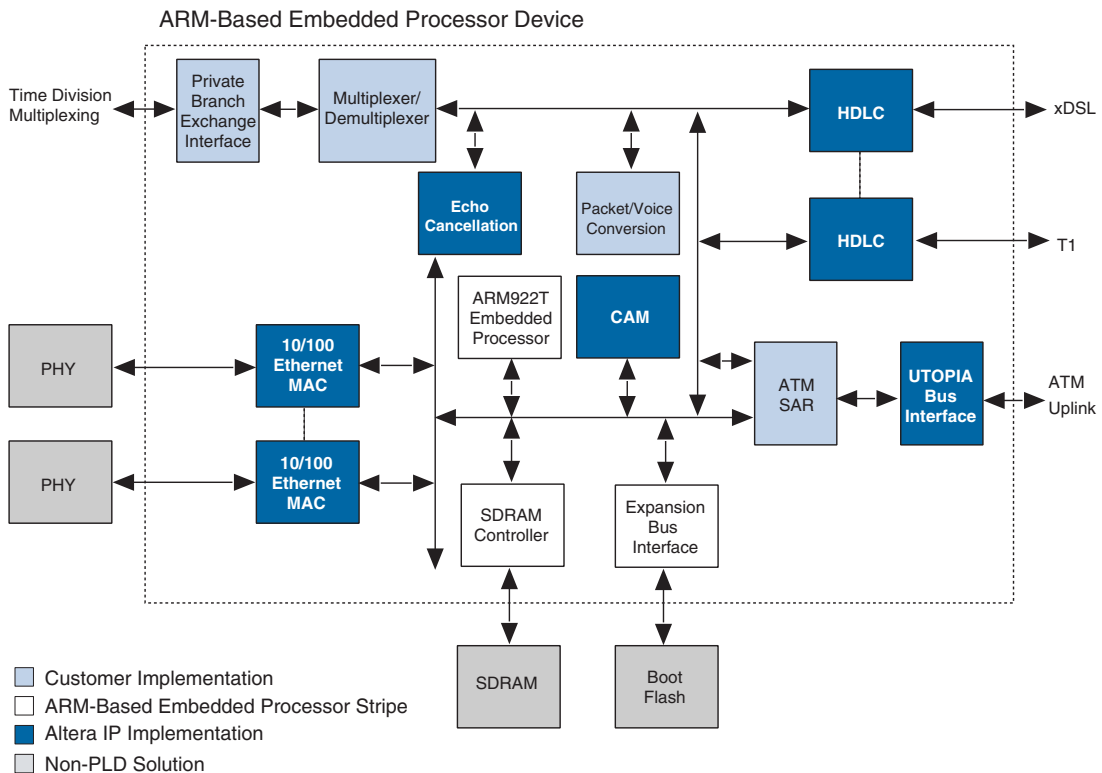 ARM-Based Embedded Processor Device
Time Division
Multiplexing
Private
Branch
Exchange
Interface
Multiplexer/
Demultiplexer
HDLC
xDSL
Echo
Cancellation
Packet/Voice
Conversion
HDLC
T1
ARM922T
Embedded
Processor
CAM
PHY
10/100
Ethernet
MAC
ATM
SAR
UTOPIA
Bus
Interface
ATM
Uplink
PHY
10/100
Ethernet
MAC
SDRAM
Controller
Expansion
Bus
Interface
SDRAM
Boot
Flash
Customer Implementation
ARM-Based Embedded Processor Stripe
Altera IP Implementation
Non-PLD Solution